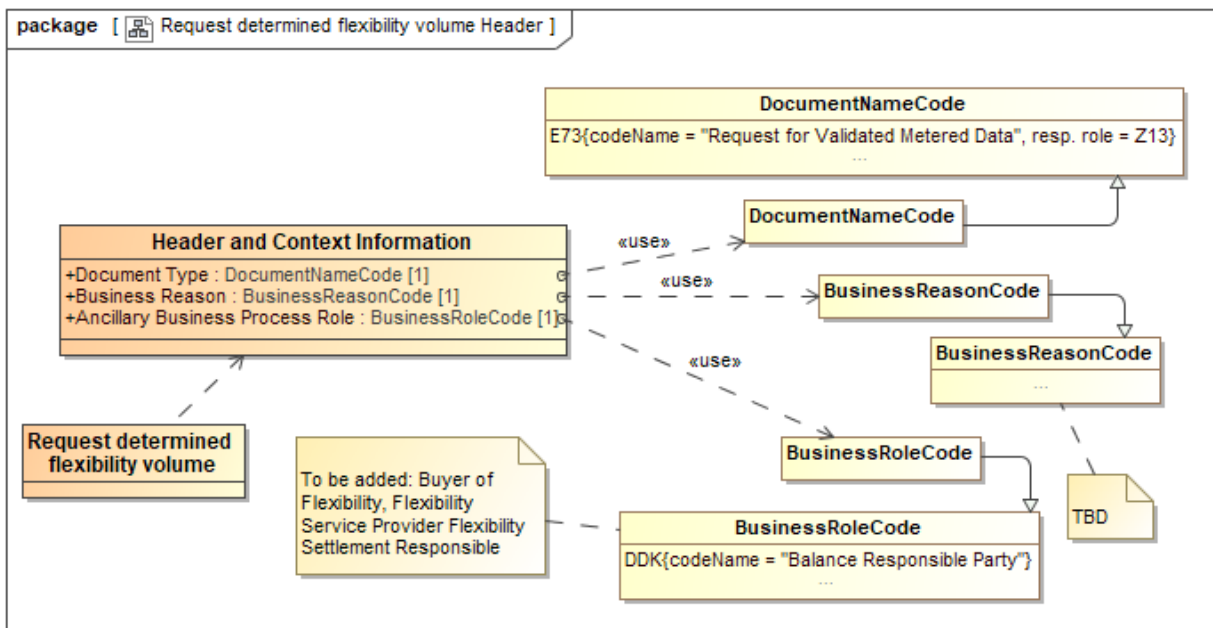 package [ Request determined flexibility volume Header ]
DocumentNameCode
E73{codeName = "Request for Validated Metered Data", resp. role = Z13}
...
DocumentNameCode
Header and Context Information
+Document Type : DocumentNameCode [1]
+Business Reason : BusinessReasonCode [1]
+Ancillary Business Process Role : BusinessRoleCode [1]
«use»
«use»
«use»
BusinessReasonCode
BusinessReasonCode
...
Request determined
flexibility volume
To be added: Buyer of
Flexibility, Flexibility
Service Provider Flexibility
Settlement Responsible
BusinessRoleCode
BusinessRoleCode
DDK{codeName = "Balance Responsible Party"}
...
TBD